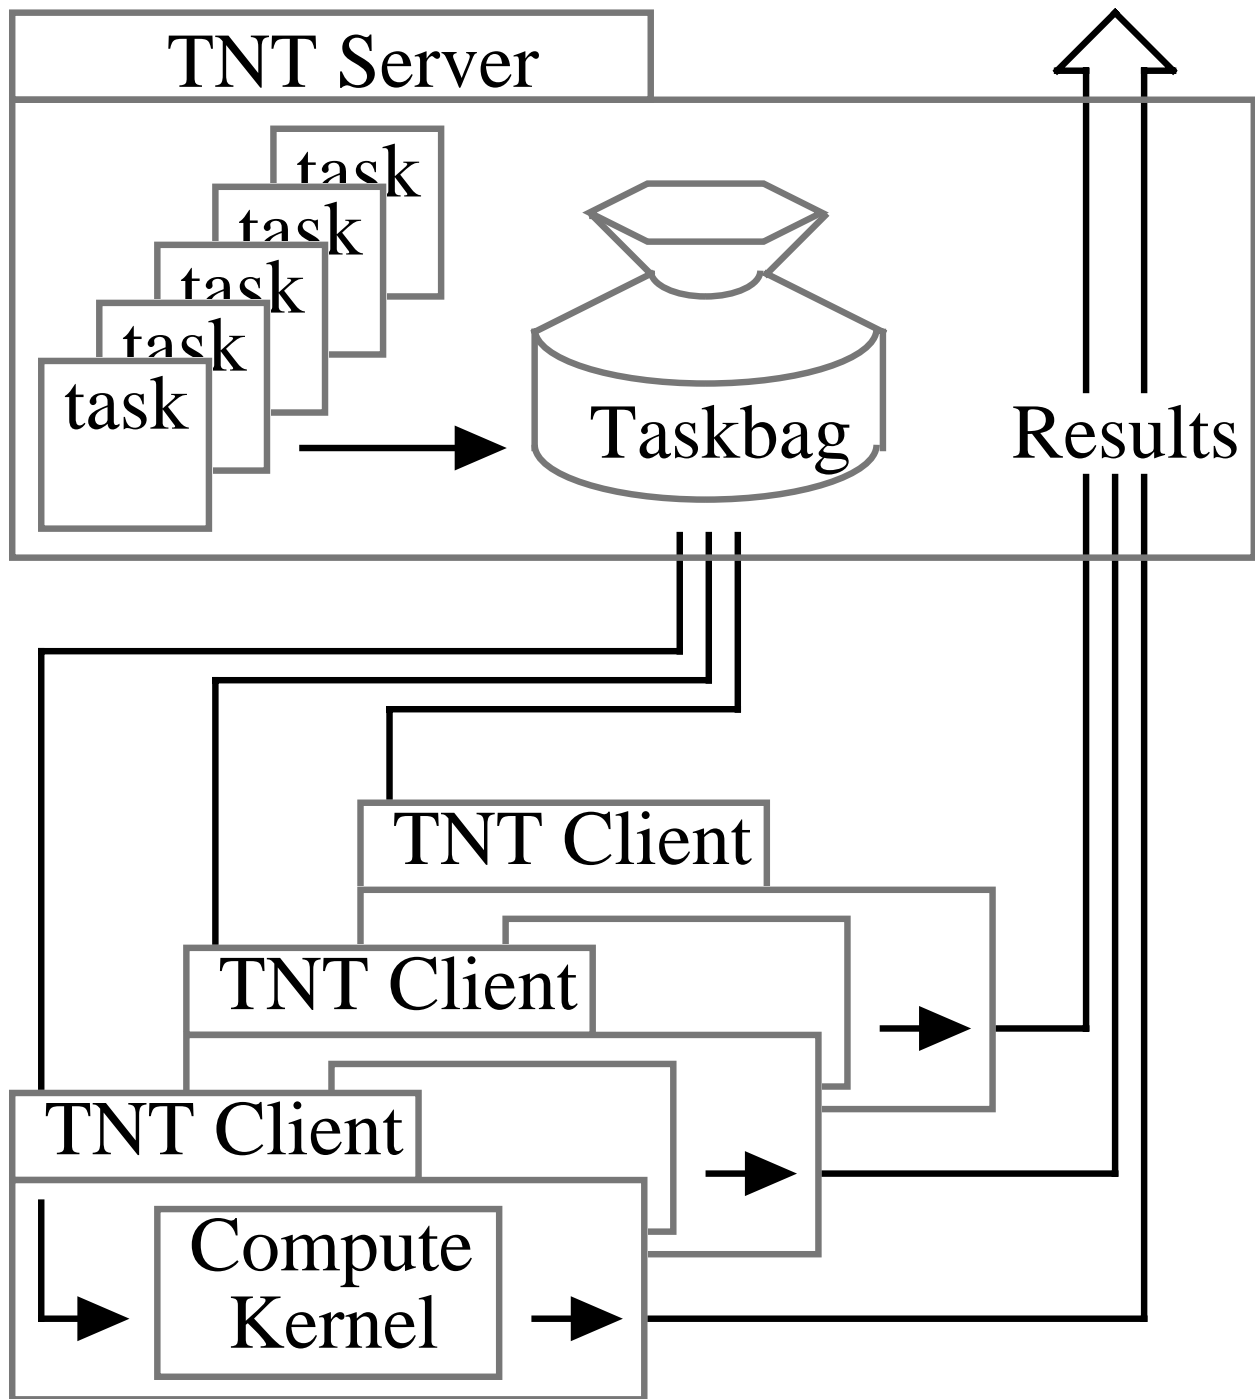 TNT Server
task
task
task
task
task
Taskbag
Results
TNT Client
TNT Client
TNT Client
Compute
Kernel